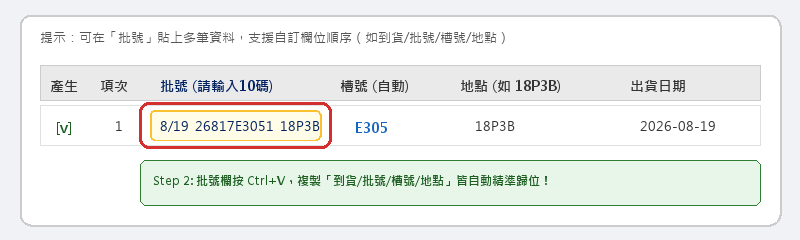 提示：可在「批號」貼上多筆資料，支援自訂欄位順序（如到貨/批號/槽號/地點）
產生 項次 批號 (請輸入10碼) 槽號 (自動) 地點 (如 18P3B) 出貨日期
[v] 1 8/19 26817E3051 18P3B E305 18P3B 2026-08-19
Step 2: 批號欄按 Ctrl+V，複製「到貨/批號/槽號/地點」皆自動精準歸位！